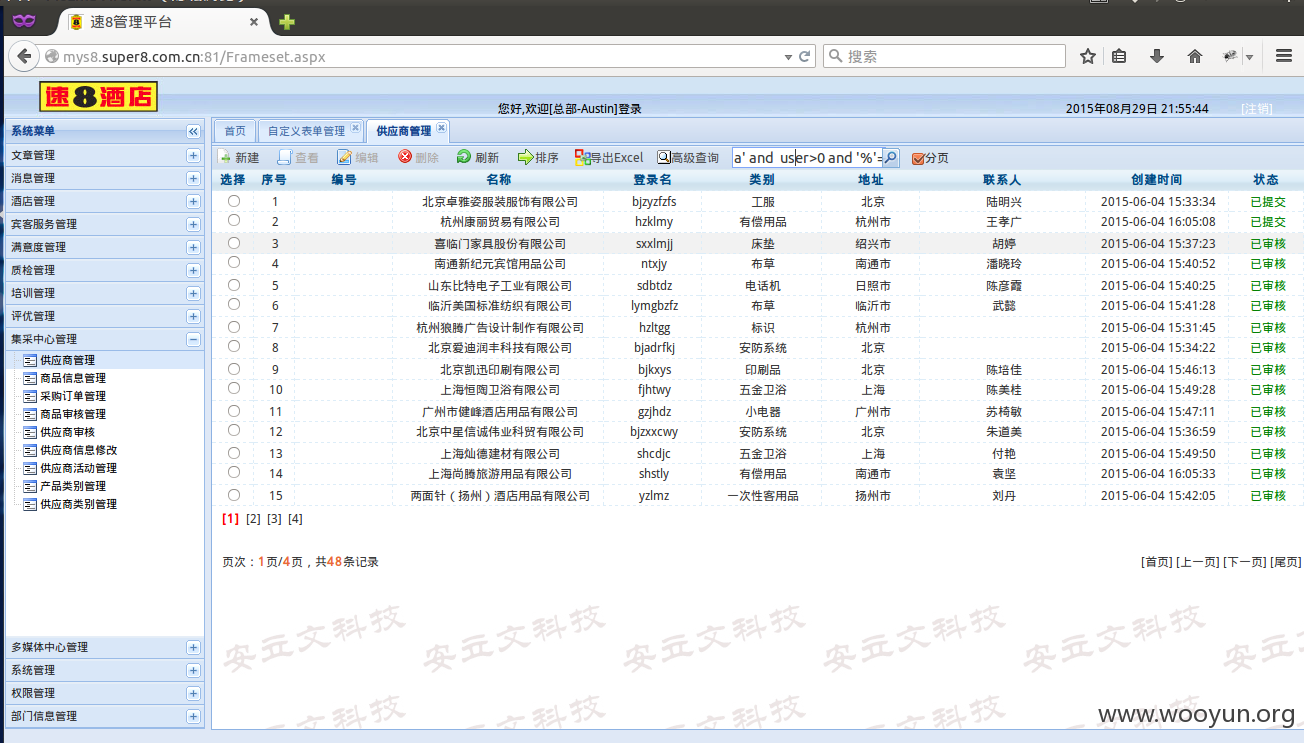 速8管理平台
mys8.super8.com.cn:81/Frameset.aspx
搜索
速8酒店
您好,欢迎[总部-Austin]登录
2015年08月29日 21:55:44
[注销]
系统菜单
文章管理
消息管理
酒店管理
宾客服务管理
满意度管理
质检管理
培训管理
评优管理
集采中心管理
供应商管理
商品信息管理
采购订单管理
商品审核管理
供应商审核
供应商信息修改
供应商活动管理
产品类别管理
供应商类别管理
多媒体中心管理
系统管理
权限管理
部门信息管理
首页 自定义表单管理 供应商管理
新建 查看 编辑 删除 刷新 排序 导出Excel 高级查询 a' and user>0 and '%'= 分页
选择 序号 编号 名称 登录名 类别 地址 联系人 创建时间 状态
1 北京卓雅姿服装服饰有限公司 bjzyzfzfs 工服 北京 陆明兴 2015-06-04 15:33:34 已提交
2 杭州康丽贸易有限公司 hzklmy 有偿用品 杭州市 王孝广 2015-06-04 16:05:08 已提交
3 喜临门家具股份有限公司 sxxlmjj 床垫 绍兴市 胡婷 2015-06-04 15:37:23 已审核
4 南通新纪元宾馆用品公司 ntxjy 布草 南通市 潘晓玲 2015-06-04 15:40:52 已审核
5 山东比特电子工业有限公司 sdbtdz 电话机 日照市 陈彦霞 2015-06-04 15:40:25 已审核
6 临沂美国标准纺织有限公司 lymgbzfz 布草 临沂市 武懿 2015-06-04 15:41:28 已审核
7 杭州狼腾广告设计制作有限公司 hzltgg 标识 杭州市 2015-06-04 15:31:45 已审核
8 北京爱迪润丰科技有限公司 bjadrfkj 安防系统 北京 2015-06-04 15:34:22 已审核
9 北京凯迅印刷有限公司 bjkxys 印刷品 北京 陈培佳 2015-06-04 15:46:13 已审核
10 上海恒陶卫浴有限公司 fjhtwy 五金卫浴 上海 陈美桂 2015-06-04 15:49:28 已审核
11 广州市健峰酒店用品有限公司 gzjhdz 小电器 广州市 苏椅敏 2015-06-04 15:47:11 已审核
12 北京中星信诚伟业科贸有限公司 bjzxxcwy 安防系统 北京 朱道美 2015-06-04 15:36:59 已审核
13 上海灿德建材有限公司 shcdjc 五金卫浴 上海 付艳 2015-06-04 15:49:50 已审核
14 上海尚腾旅游用品有限公司 shstly 有偿用品 南通市 袁坚 2015-06-04 16:05:33 已审核
15 两面针（扬州）酒店用品有限公司 yzlmz 一次性客用品 扬州市 刘丹 2015-06-04 15:42:05 已审核
[1] [2] [3] [4]
页次：1页/4页，共48条记录
[首页] [上一页] [下一页] [尾页]
安立文科技 安立文科技 安立文科技 安立文科技 安立文科技 安立文
www.wooyun.org